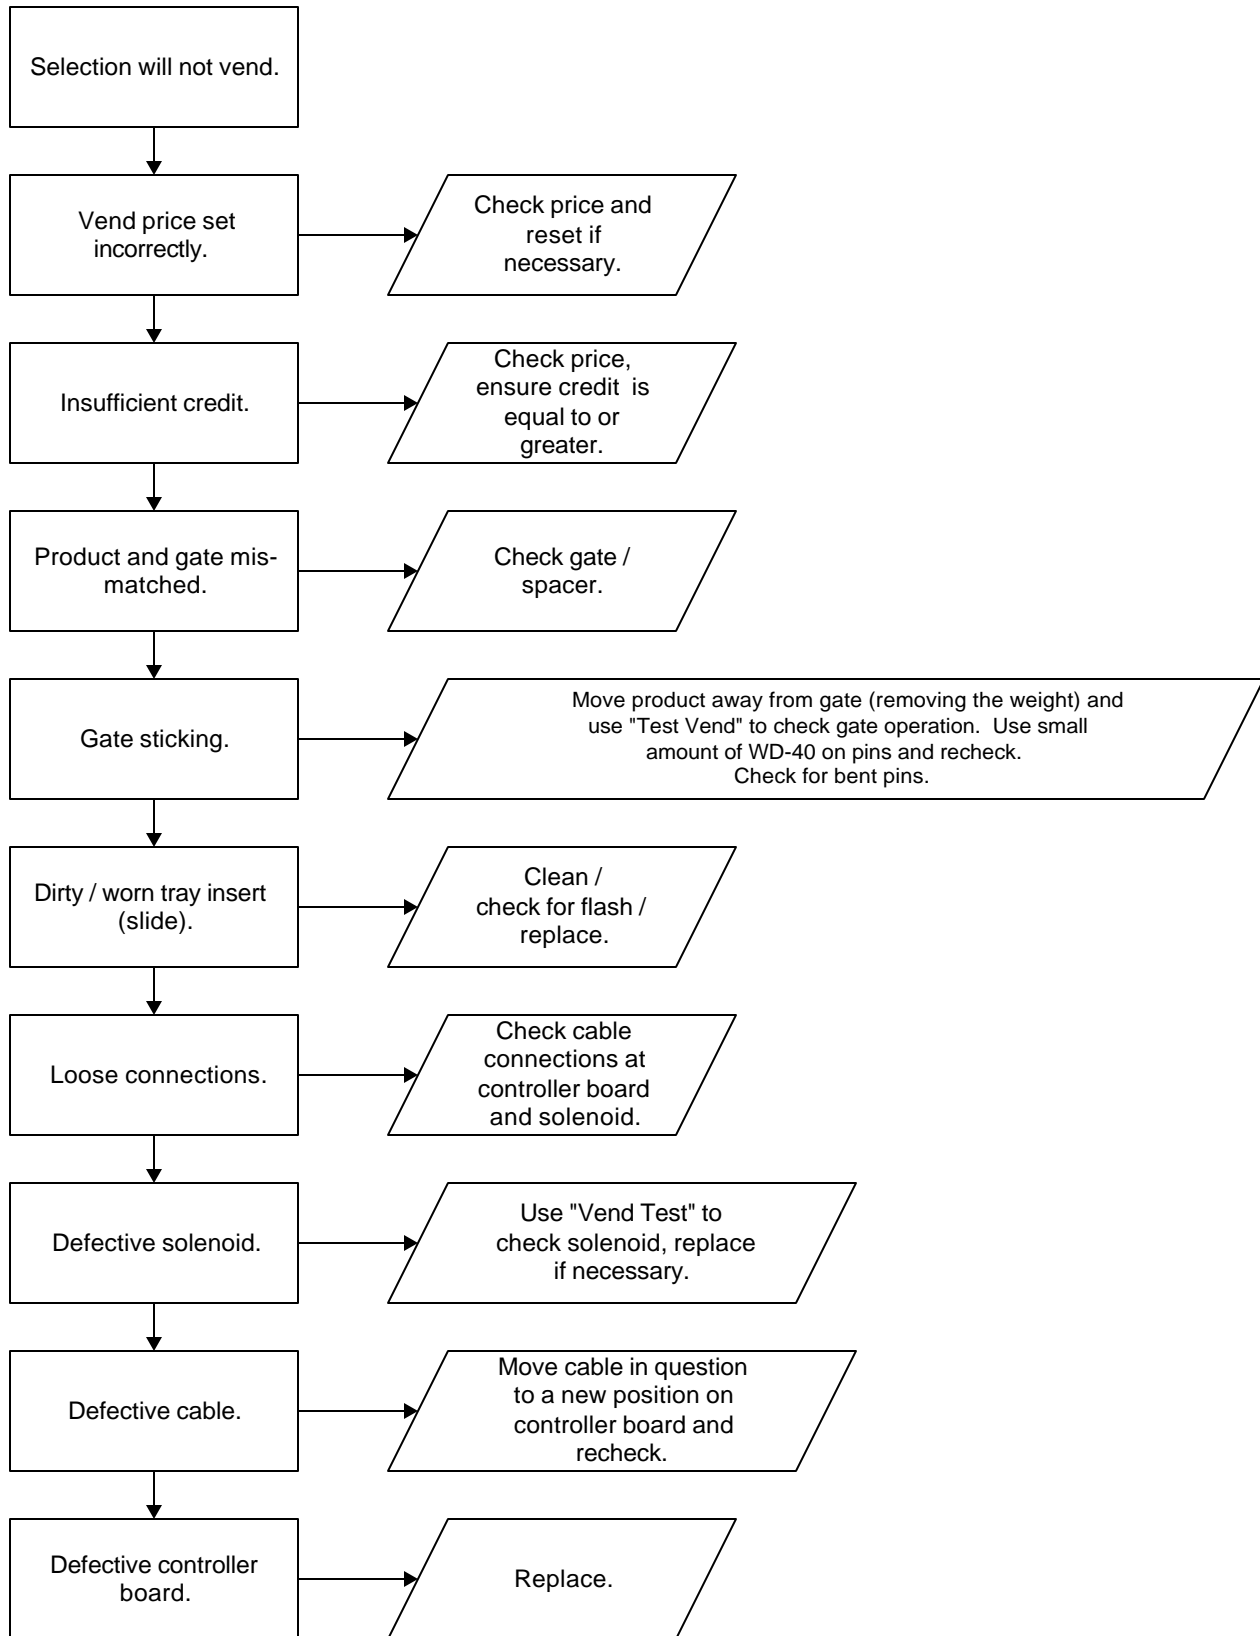 Selection will not vend.
Vend price set
incorrectly.
Check price and
reset if
necessary.
Insufficient credit.
Check price,
ensure credit is
equal to or
greater.
Product and gate mis-
matched.
Check gate /
spacer.
Gate sticking.
Move product away from gate (removing the weight) and
use "Test Vend" to check gate operation. Use small
amount of WD-40 on pins and recheck.
Check for bent pins.
Dirty / worn tray insert
(slide).
Clean /
check for flash /
replace.
Loose connections.
Check cable
connections at
controller board
and solenoid.
Defective solenoid.
Use "Vend Test" to
check solenoid, replace
if necessary.
Defective cable.
Move cable in question
to a new position on
controller board and
recheck.
Defective controller
board.
Replace.